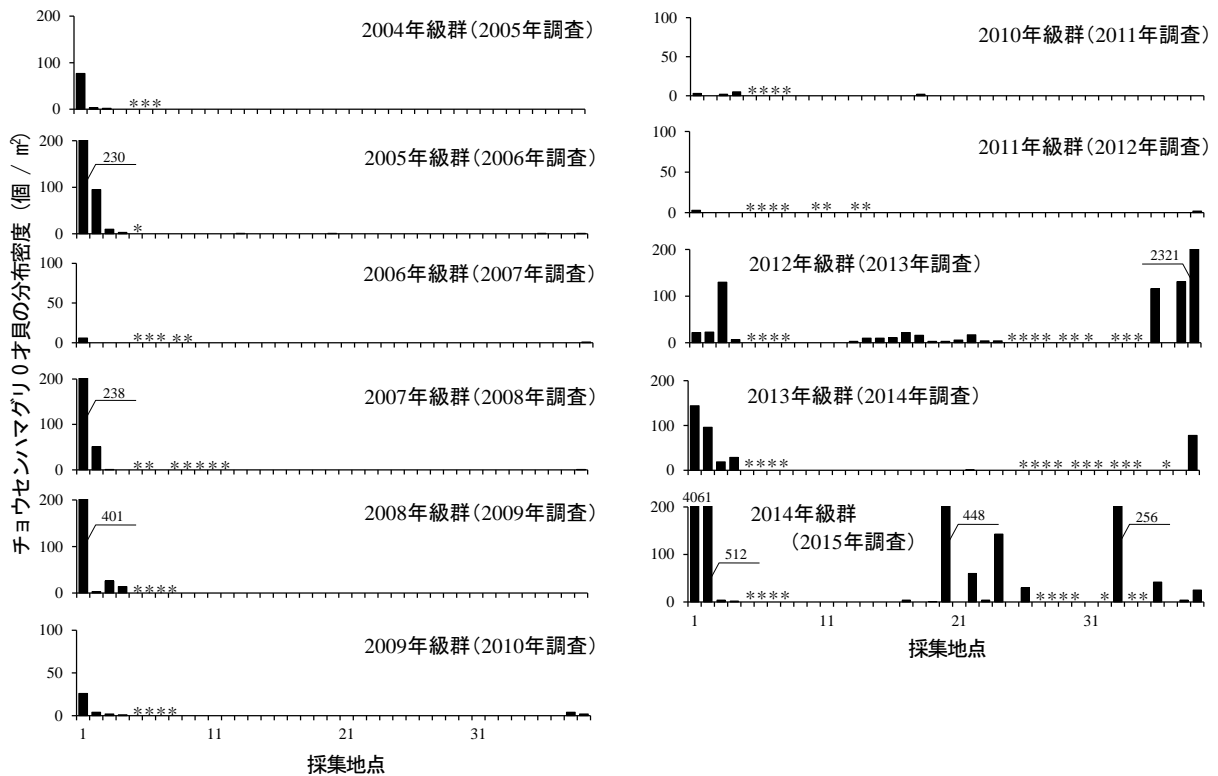 チョウセンハマグリ0才貝の分布密度（個 / ㎡）
200
2004年級群（2005年調査）
100
***
0
200
230
2005年級群（2006年調査）
100
*
0
100
2006年級群（2007年調査）
50
*** **
0
200
2007年級群（2008年調査）
238
100
** *****
0
200
2008年級群（2009年調査）
401
100
****
0
100
2009年級群（2010年調査）
50
****
0
1 11 21 31
採集地点
100
2010年級群（2011年調査）
50
****
0
100
2011年級群（2012年調査）
50
**** ** **
0
200
2012年級群（2013年調査）
2321
100
**** **** *** ***
0
200
2013年級群（2014年調査）
100
**** **** *** *** *
0
4061
200
2014年級群
（2015年調査）
448
256
512
100
**** **** * **
0
1 11 21 31
採集地点